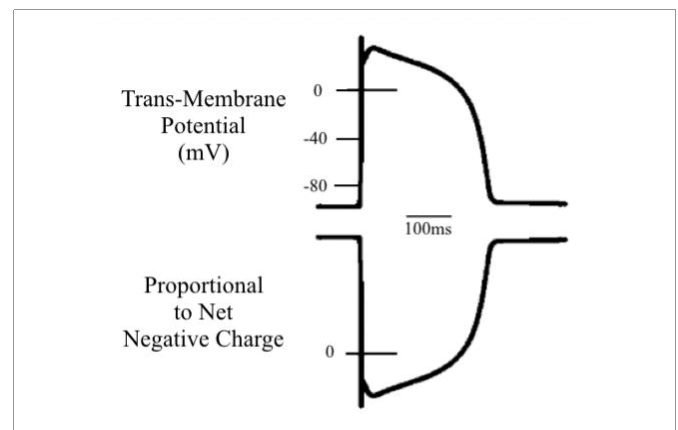 Trans-Membrane
Potential
(mV)
0
-40
-80
100ms
Proportional
to Net
Negative Charge
0